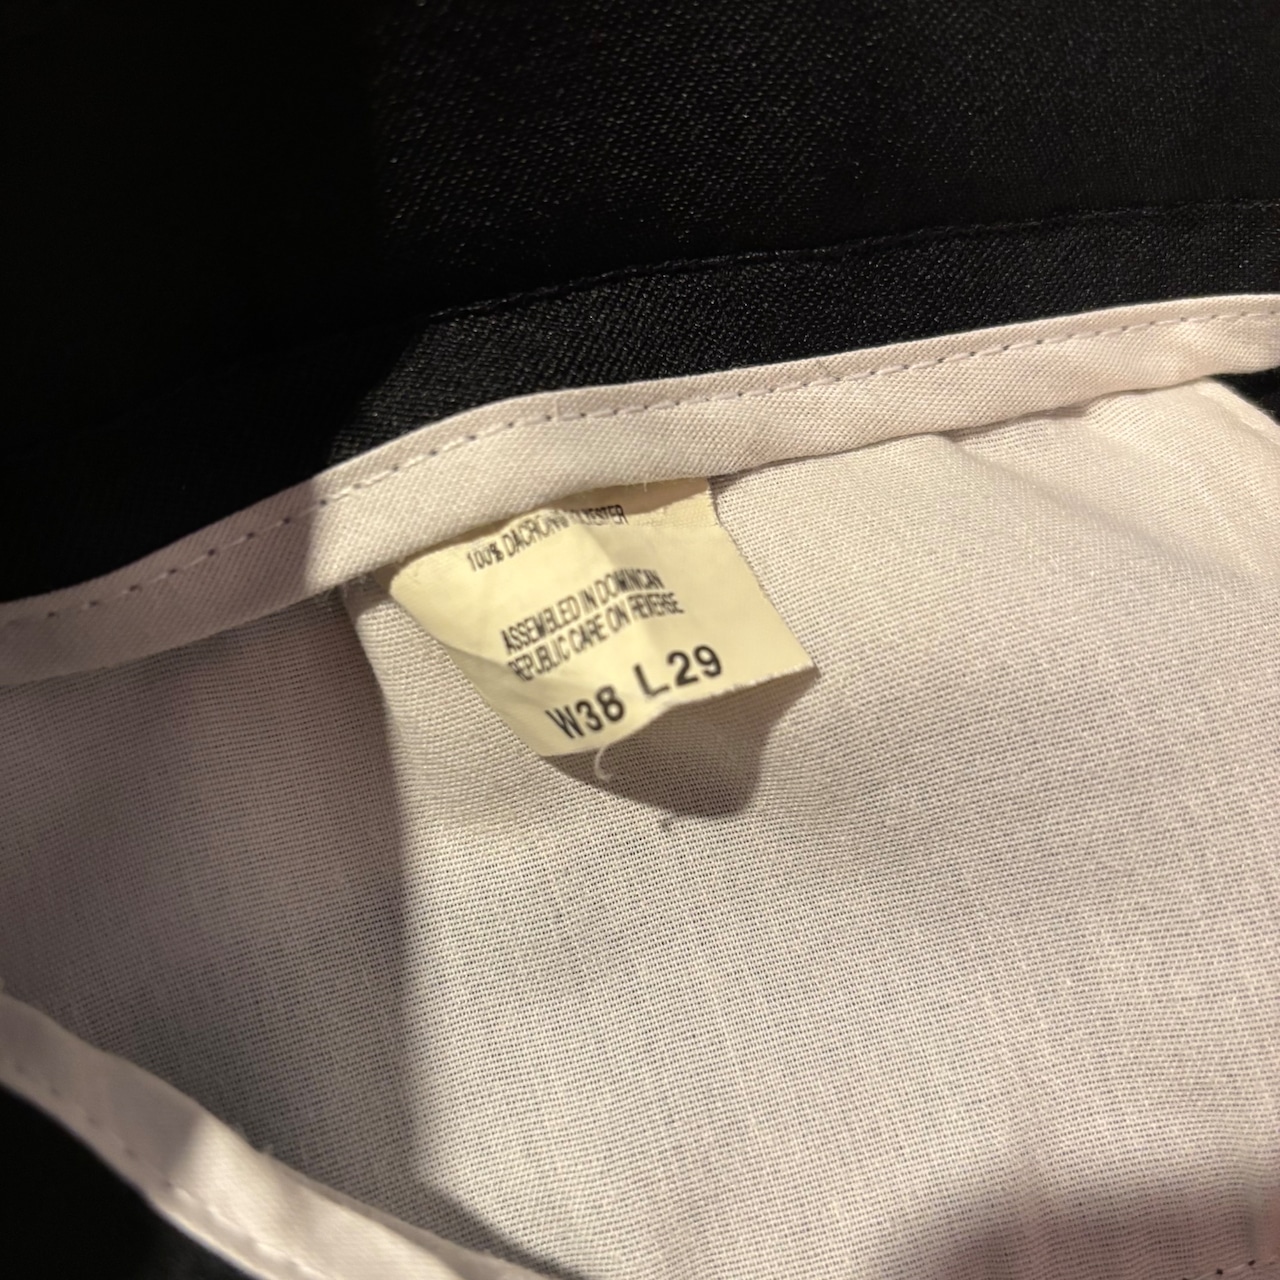 100% DACRON POLYESTER
ASSEMBLED IN DOMINICAN
REPUBLIC CARE ON REVERSE
W38 L29